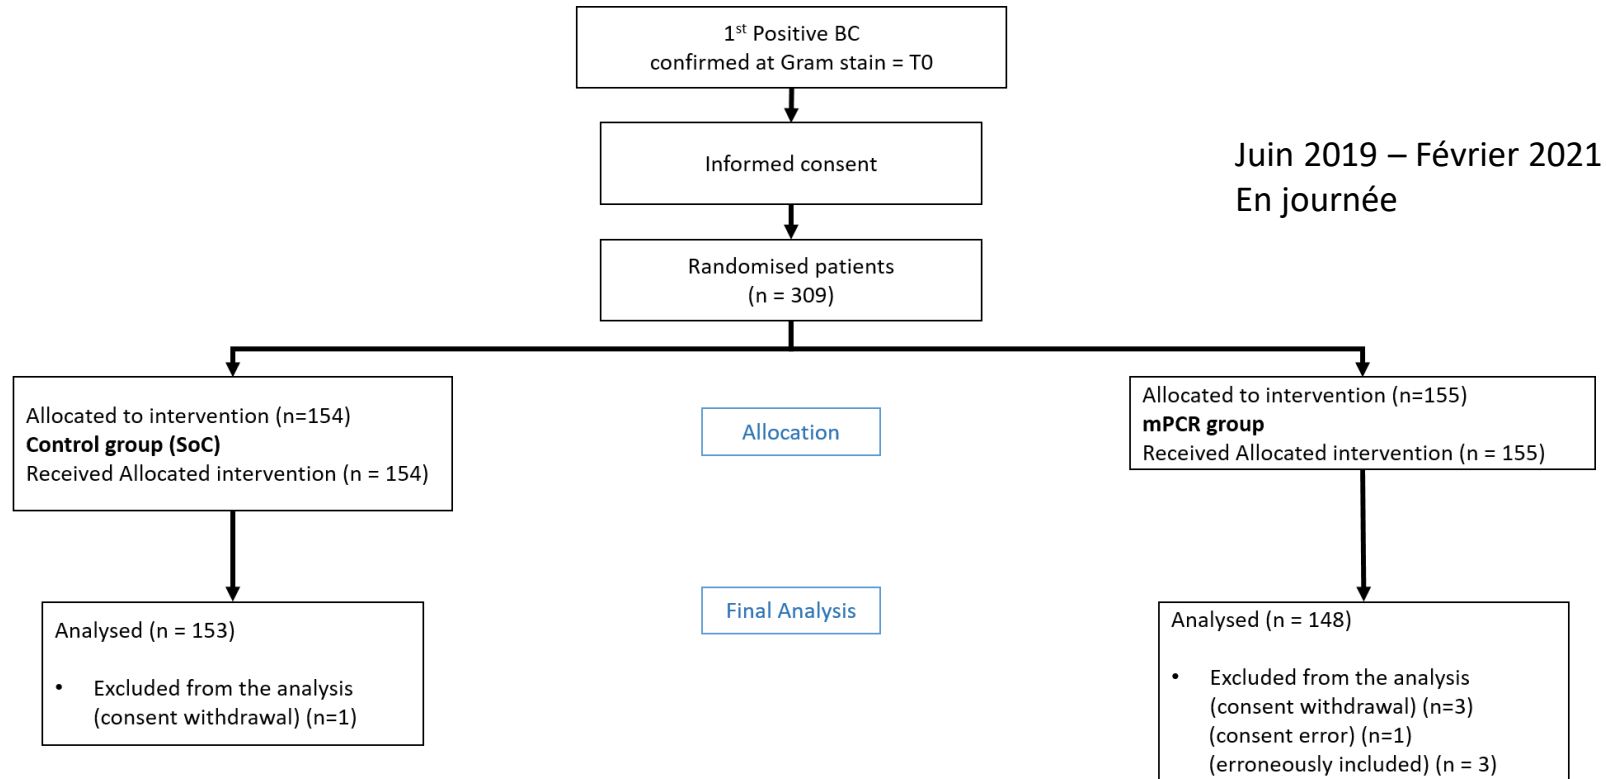 1st Positive BC
confirmed at Gram stain = T0
Informed consent
Juin 2019 – Février 2021
En journée
Randomised patients
(n = 309)
Allocated to intervention (n=154)
Control group (SoC)
Received Allocated intervention (n = 154)
Allocation
Allocated to intervention (n=155)
mPCR group
Received Allocated intervention (n = 155)
Final Analysis
Analysed (n = 153)
• Excluded from the analysis
(consent withdrawal) (n=1)
Analysed (n = 148)
• Excluded from the analysis
(consent withdrawal) (n=3)
(consent error) (n=1)
(erroneously included) (n = 3)